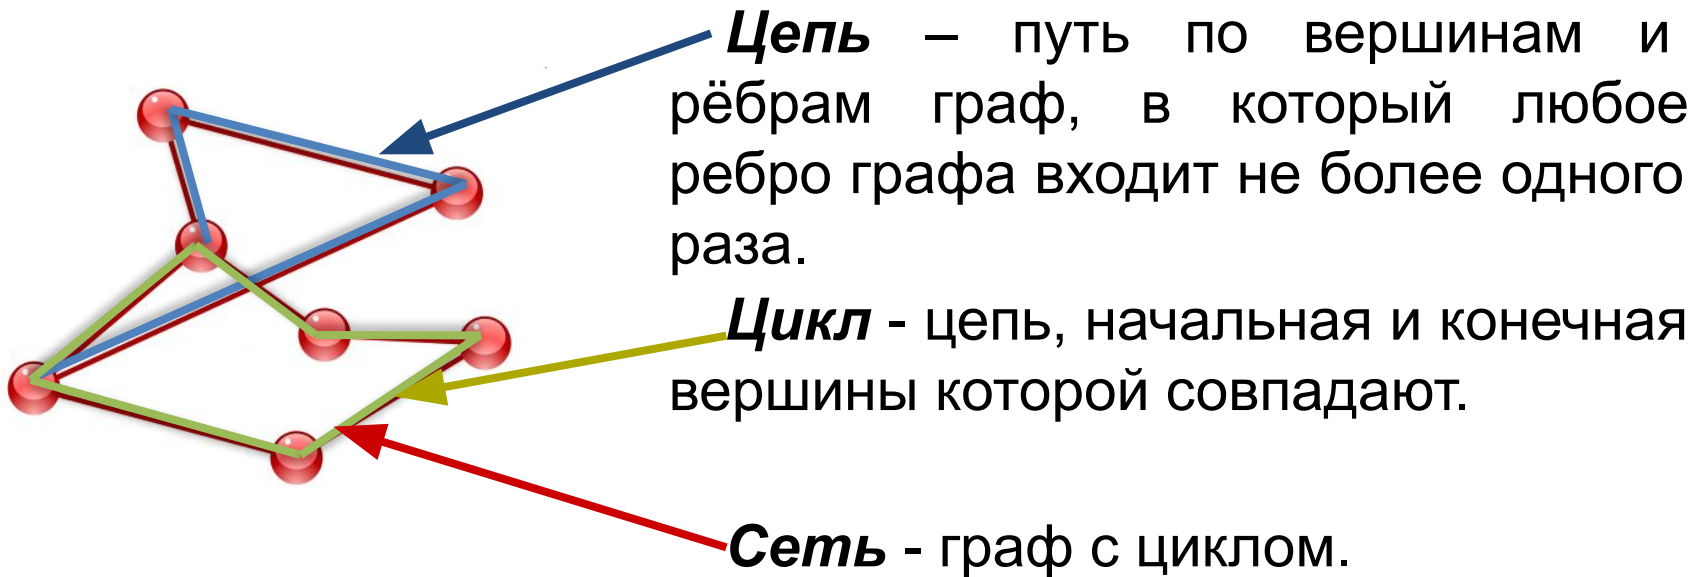 Цепь – путь по вершинам и
рёбрам граф, в который любое
ребро графа входит не более одного
раза.
Цикл - цепь, начальная и конечная
вершины которой совпадают.
Сеть - граф с циклом.